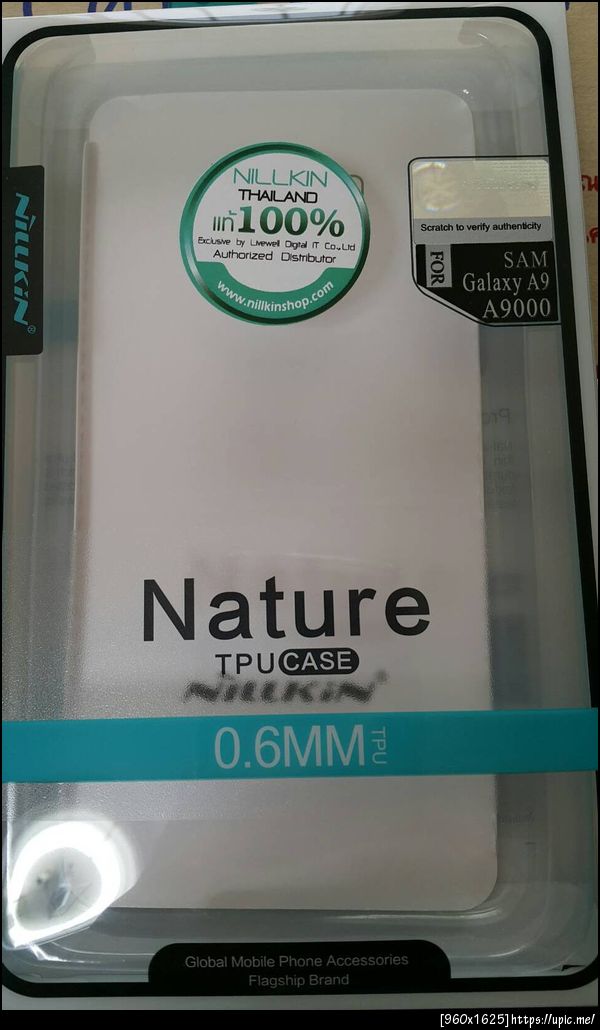 NILLKIN
THAILAND
แท้100%
Exclusive by Livewell Digital IT Co.,Ltd
Authorized Distributor
www.nillkinshop.com
Scratch to verify authenticity
FOR
SAM
Galaxy A9
A9000
NILLKIN®
Nature
TPU CASE
NILLKIN®
0.6MM TPU
Global Mobile Phone Accessories
Flagship Brand
[960x1625]https://upic.me/